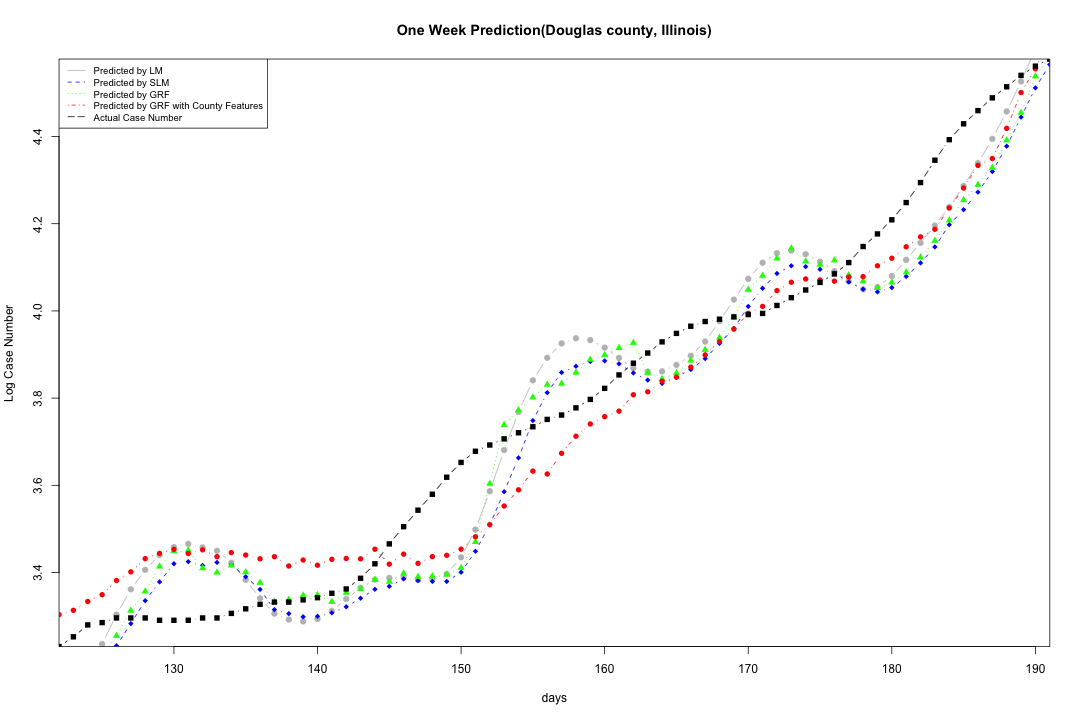 One Week Prediction(Douglas county, Illinois)
Predicted by LM
Predicted by SLM
Predicted by GRF
Predicted by GRF with County Features
Actual Case Number
Log Case Number
4.4
4.2
4.0
3.8
3.6
3.4
130 140 150 160 170 180 190
days